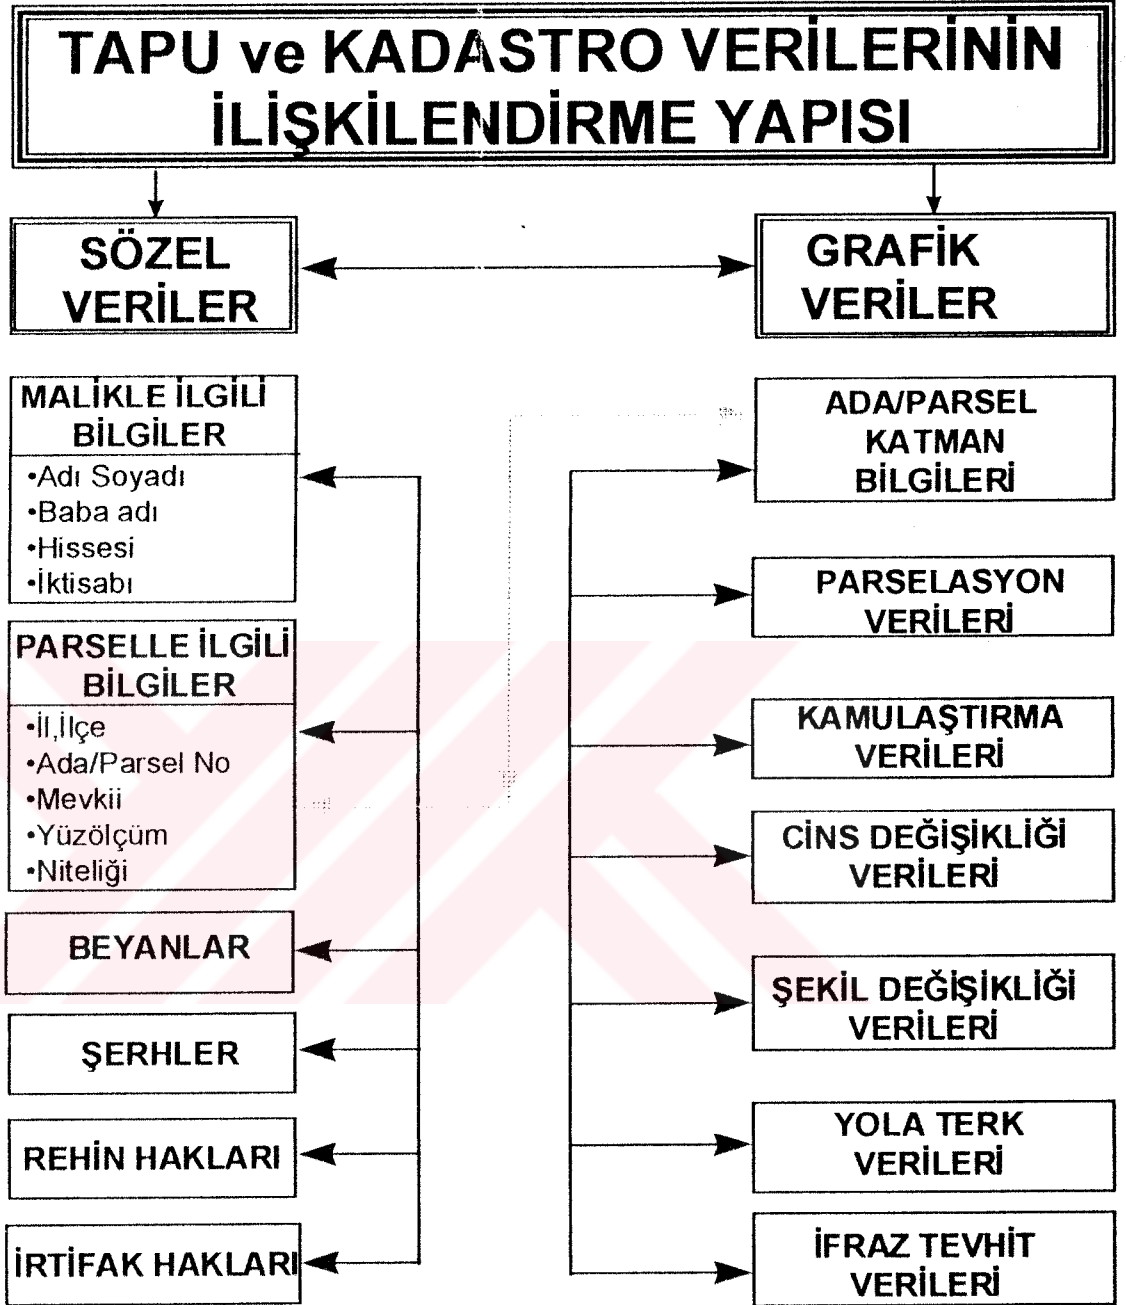 TAPU ve KADASTRO VERİLERİNİN
İLİŞKİLENDİRME YAPISI
SÖZEL
VERİLER
GRAFİK
VERİLER
MALİKLE İLGİLİ
BİLGİLER
•Adı Soyadı
•Baba adı
•Hissesi
•İktisabı
PARSELLE İLGİLİ
BİLGİLER
•İl,İlçe
•Ada/Parsel No
•Mevkii
•Yüzölçüm
•Niteliği
BEYANLAR
ŞERHLER
REHİN HAKLARI
İRTİFAK HAKLARI
ADA/PARSEL
KATMAN
BİLGİLERİ
PARSELASYON
VERİLERİ
KAMULAŞTIRMA
VERİLERİ
CİNS DEĞİŞİKLİĞİ
VERİLERİ
ŞEKİL DEĞİŞİKLİĞİ
VERİLERİ
YOLA TERK
VERİLERİ
İFRAZ TEVHİT
VERİLERİ